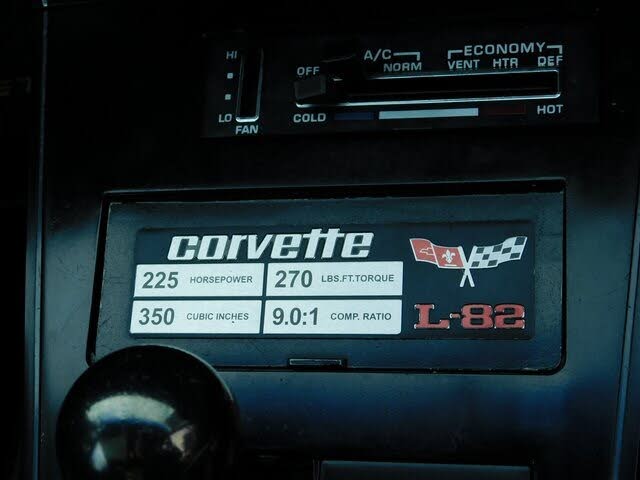 HI
A/C
ECONOMY
OFF NORM VENT HTR DEF
LO
COLD HOT
FAN
corvette
225 HORSEPOWER 270 LBS.FT.TORQUE
350 CUBIC INCHES 9.0:1 COMP. RATIO
L-82